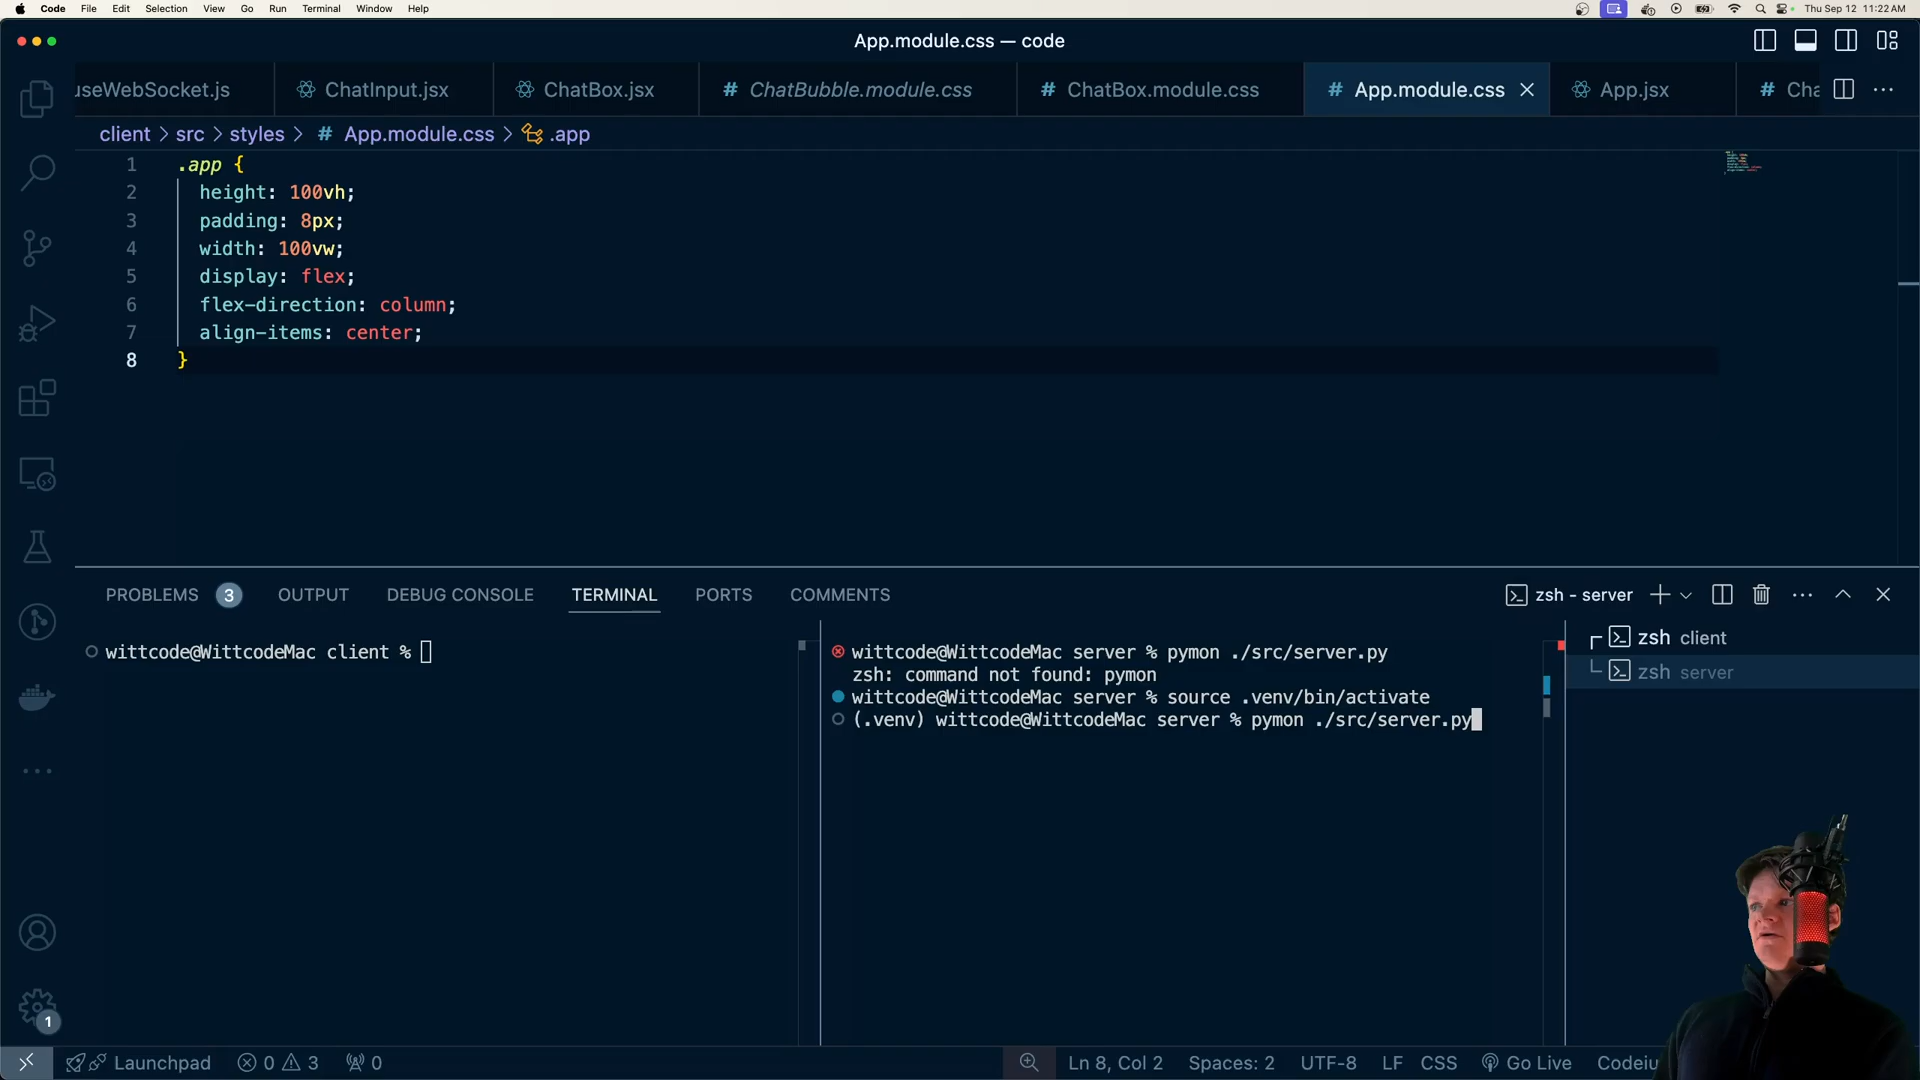 Code File Edit Selection View Go Run Terminal Window Help Thu Sep 12 11:22 AM
App.module.css — code
useWebSocket.js ChatInput.jsx ChatBox.jsx # ChatBubble.module.css # ChatBox.module.css # App.module.css App.jsx # Cha
client > src > styles > # App.module.css > .app
1 .app {
2 height: 100vh;
3 padding: 8px;
4 width: 100vw;
5 display: flex;
6 flex-direction: column;
7 align-items: center;
8 }
PROBLEMS 3 OUTPUT DEBUG CONSOLE TERMINAL PORTS COMMENTS zsh - server
wittcode@WittcodeMac client %
wittcode@WittcodeMac server % pymon ./src/server.py
zsh: command not found: pymon
wittcode@WittcodeMac server % source .venv/bin/activate
(.venv) wittcode@WittcodeMac server % pymon ./src/server.py
zsh client
zsh server
1
Launchpad 0 3 0 Ln 8, Col 2 Spaces: 2 UTF-8 LF CSS Go Live Codeiu